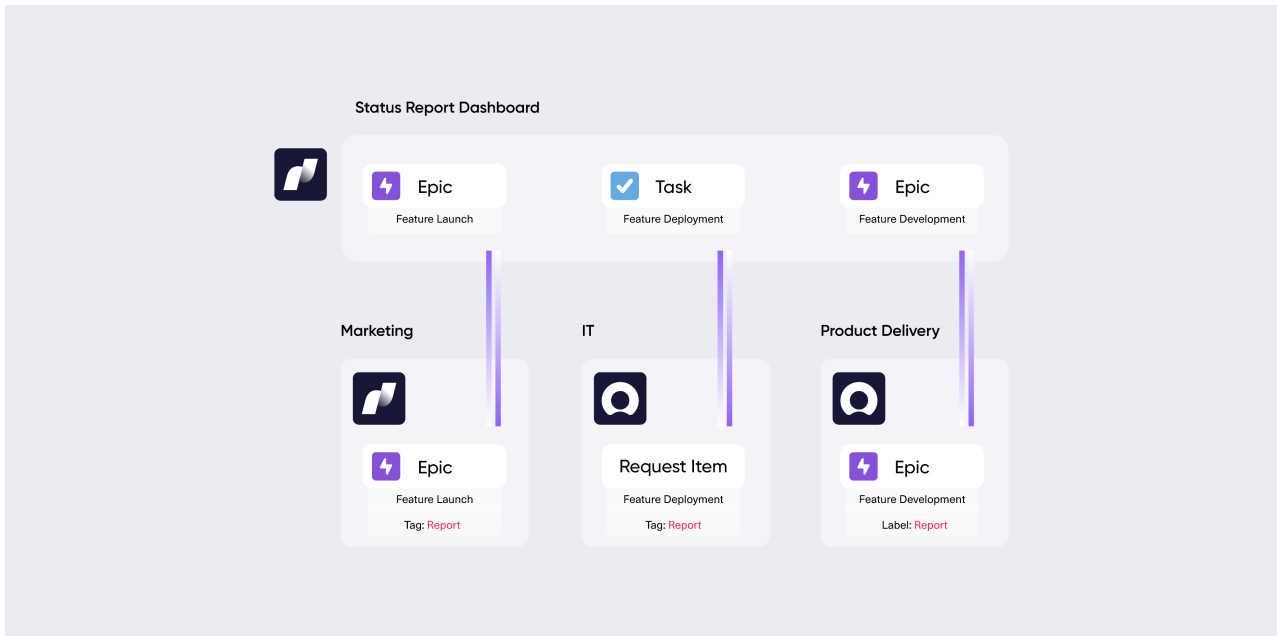 Status Report Dashboard
Epic
Task
Epic
Feature Launch
Feature Deployment
Feature Development
Marketing
IT
Product Delivery
Epic
Request Item
Epic
Feature Launch
Feature Deployment
Feature Development
Tag: Report
Tag: Report
Label: Report